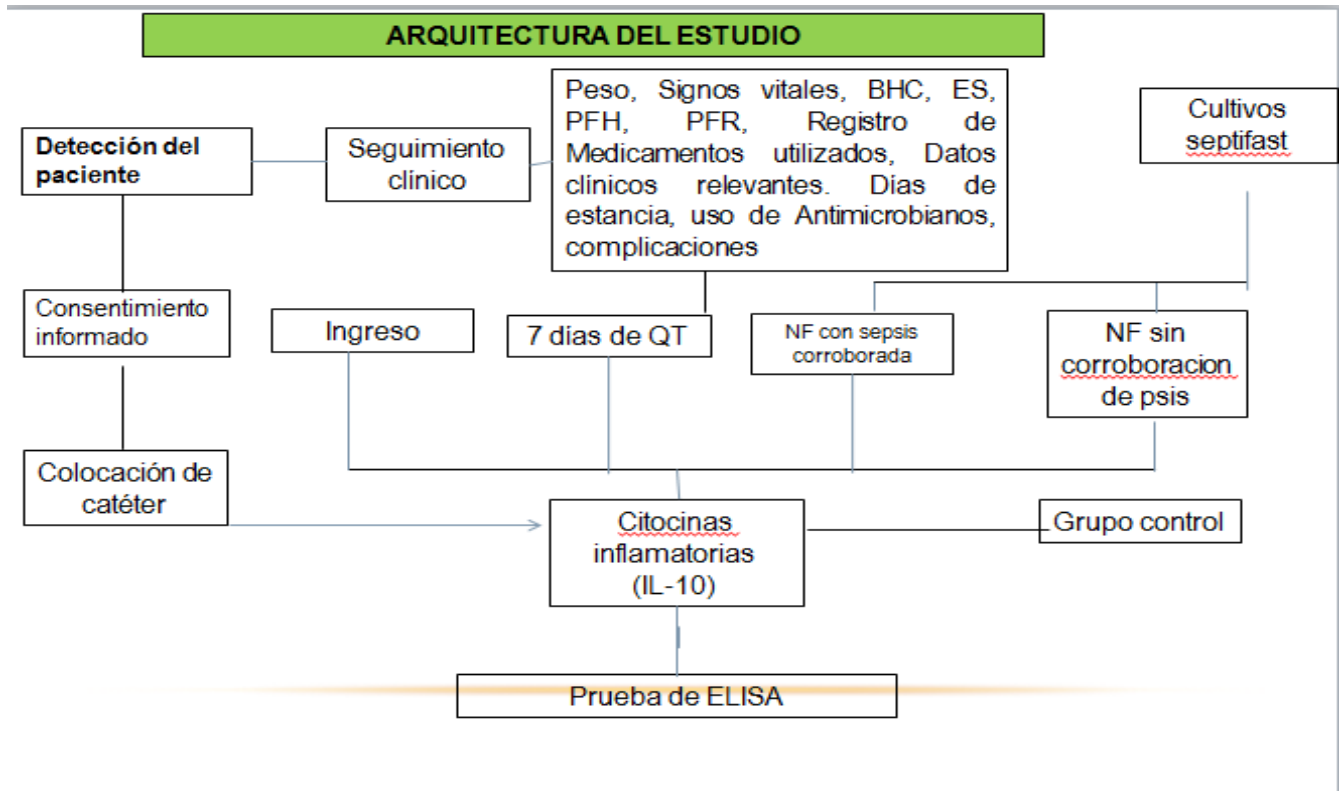 ARQUITECTURA DEL ESTUDIO
Detección del
paciente
Seguimiento
clínico
Peso, Signos vitales, BHC, ES,
PFH, PFR, Registro de
Medicamentos utilizados, Datos
clínicos relevantes. Días de
estancia, uso de Antimicrobianos,
complicaciones
Cultivos
septifast
Consentimiento
informado
Ingreso
7 días de QT
NF con sepsis
corroborada
NF sin
corroboracion
de psis
Colocación de
catéter
Citocinas
inflamatorias
(IL-10)
Grupo control
Prueba de ELISA